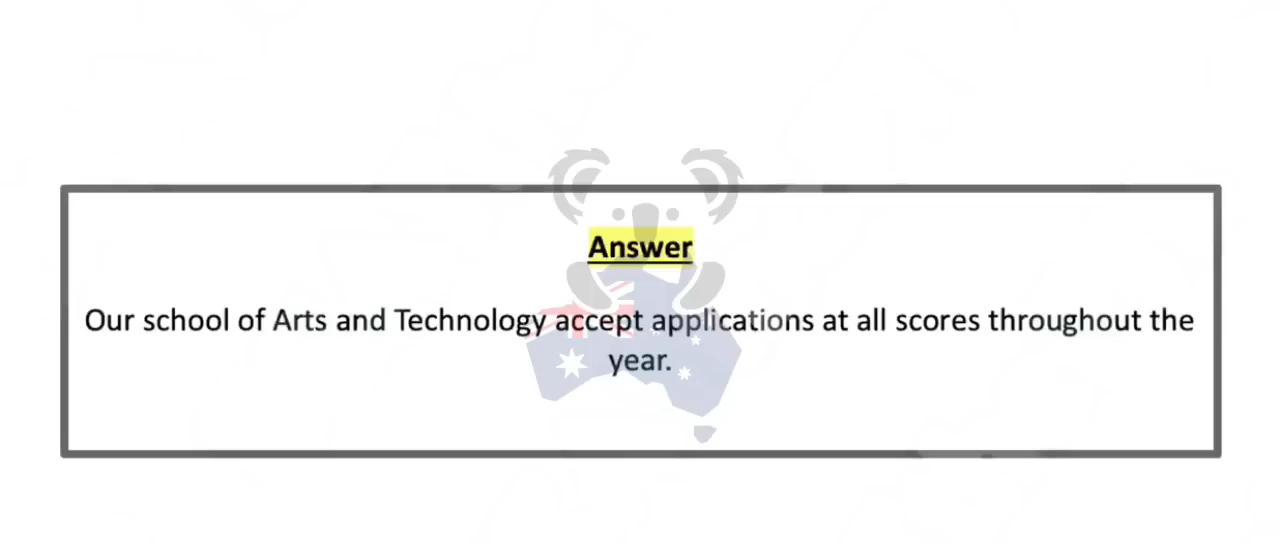 Answer
Our school of Arts and Technology accept applications at all scores throughout the
year.